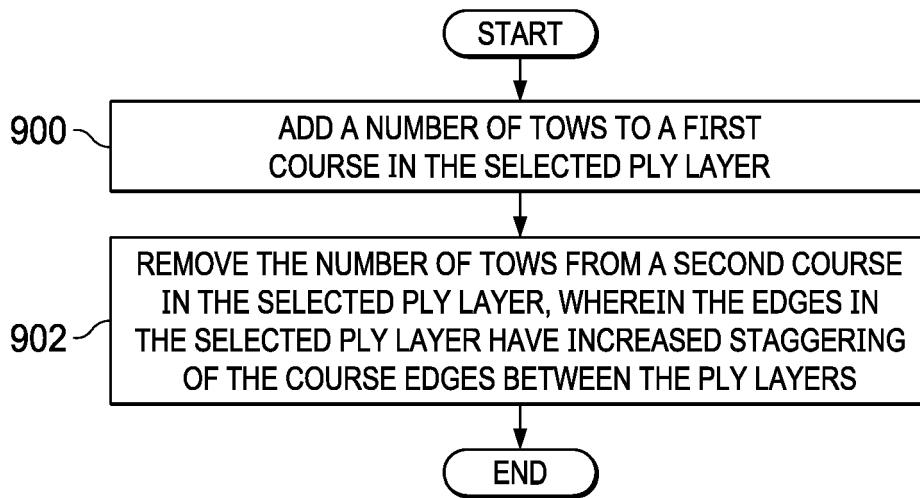 START
900
ADD A NUMBER OF TOWS TO A FIRST
COURSE IN THE SELECTED PLY LAYER
902
REMOVE THE NUMBER OF TOWS FROM A SECOND COURSE
IN THE SELECTED PLY LAYER, WHEREIN THE EDGES IN
THE SELECTED PLY LAYER HAVE INCREASED STAGGERING
OF THE COURSE EDGES BETWEEN THE PLY LAYERS
END